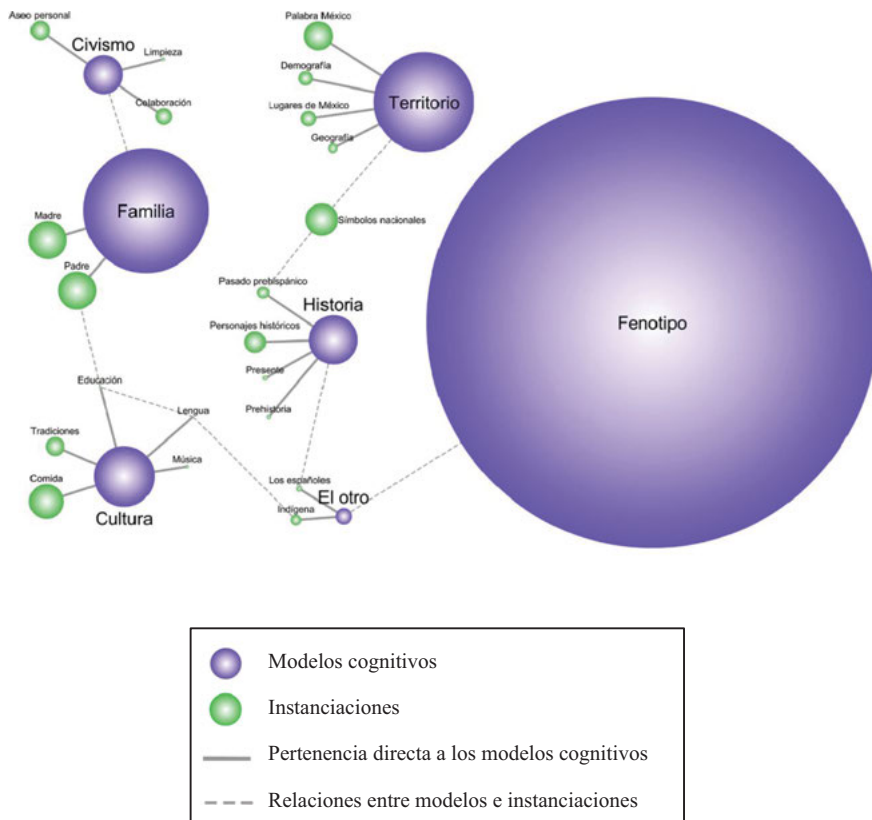 Aseo personal
Civismo
Limpieza
Colaboración
Palabra México
Demografía
Lugares de México
Geografía
Territorio
Familia
Madre
Padre
Símbolos nacionales
Pasado prehispánico
Historia
Personajes históricos
Presente
Prehistoria
Fenotipo
Educación
Lengua
Tradiciones
Música
Comida
Cultura
Los españoles
El otro
Indígena
Modelos cognitivos
Instanciaciones
Pertenencia directa a los modelos cognitivos
Relaciones entre modelos e instanciaciones